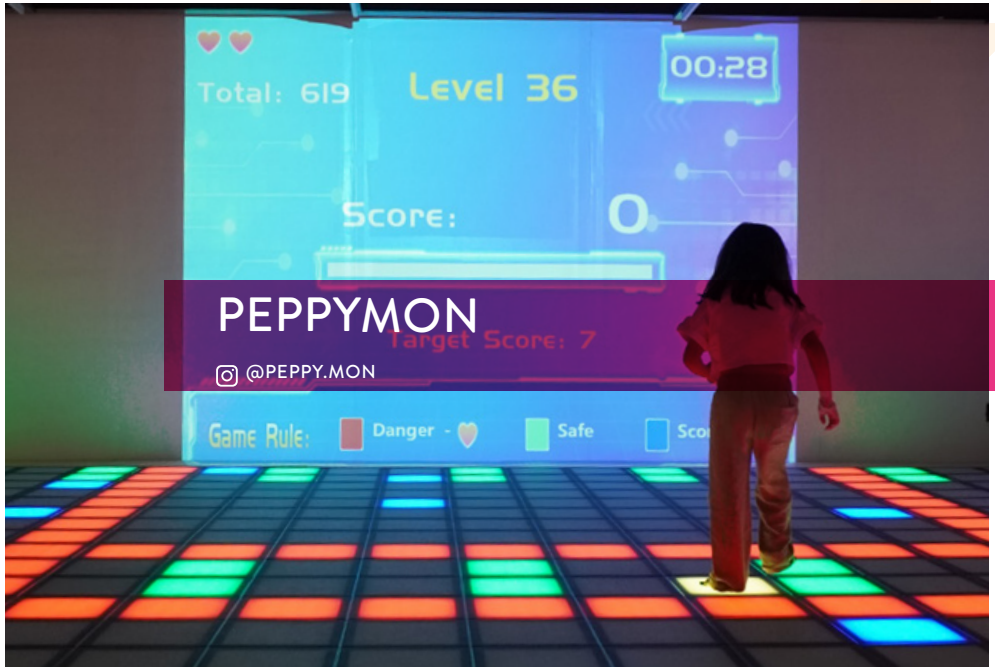 Total: 619
Level 36
00:28
Score: 0
PEPPYMON
Target Score: 7
@PEPPY.MON
Game Rule: Danger - Safe